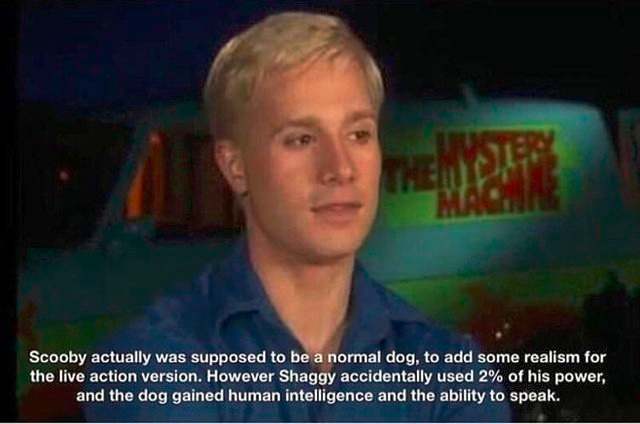 THE MYSTERY
MACHINE
Scooby actually was supposed to be a normal dog, to add some realism for
the live action version. However Shaggy accidentally used 2% of his power,
and the dog gained human intelligence and the ability to speak.